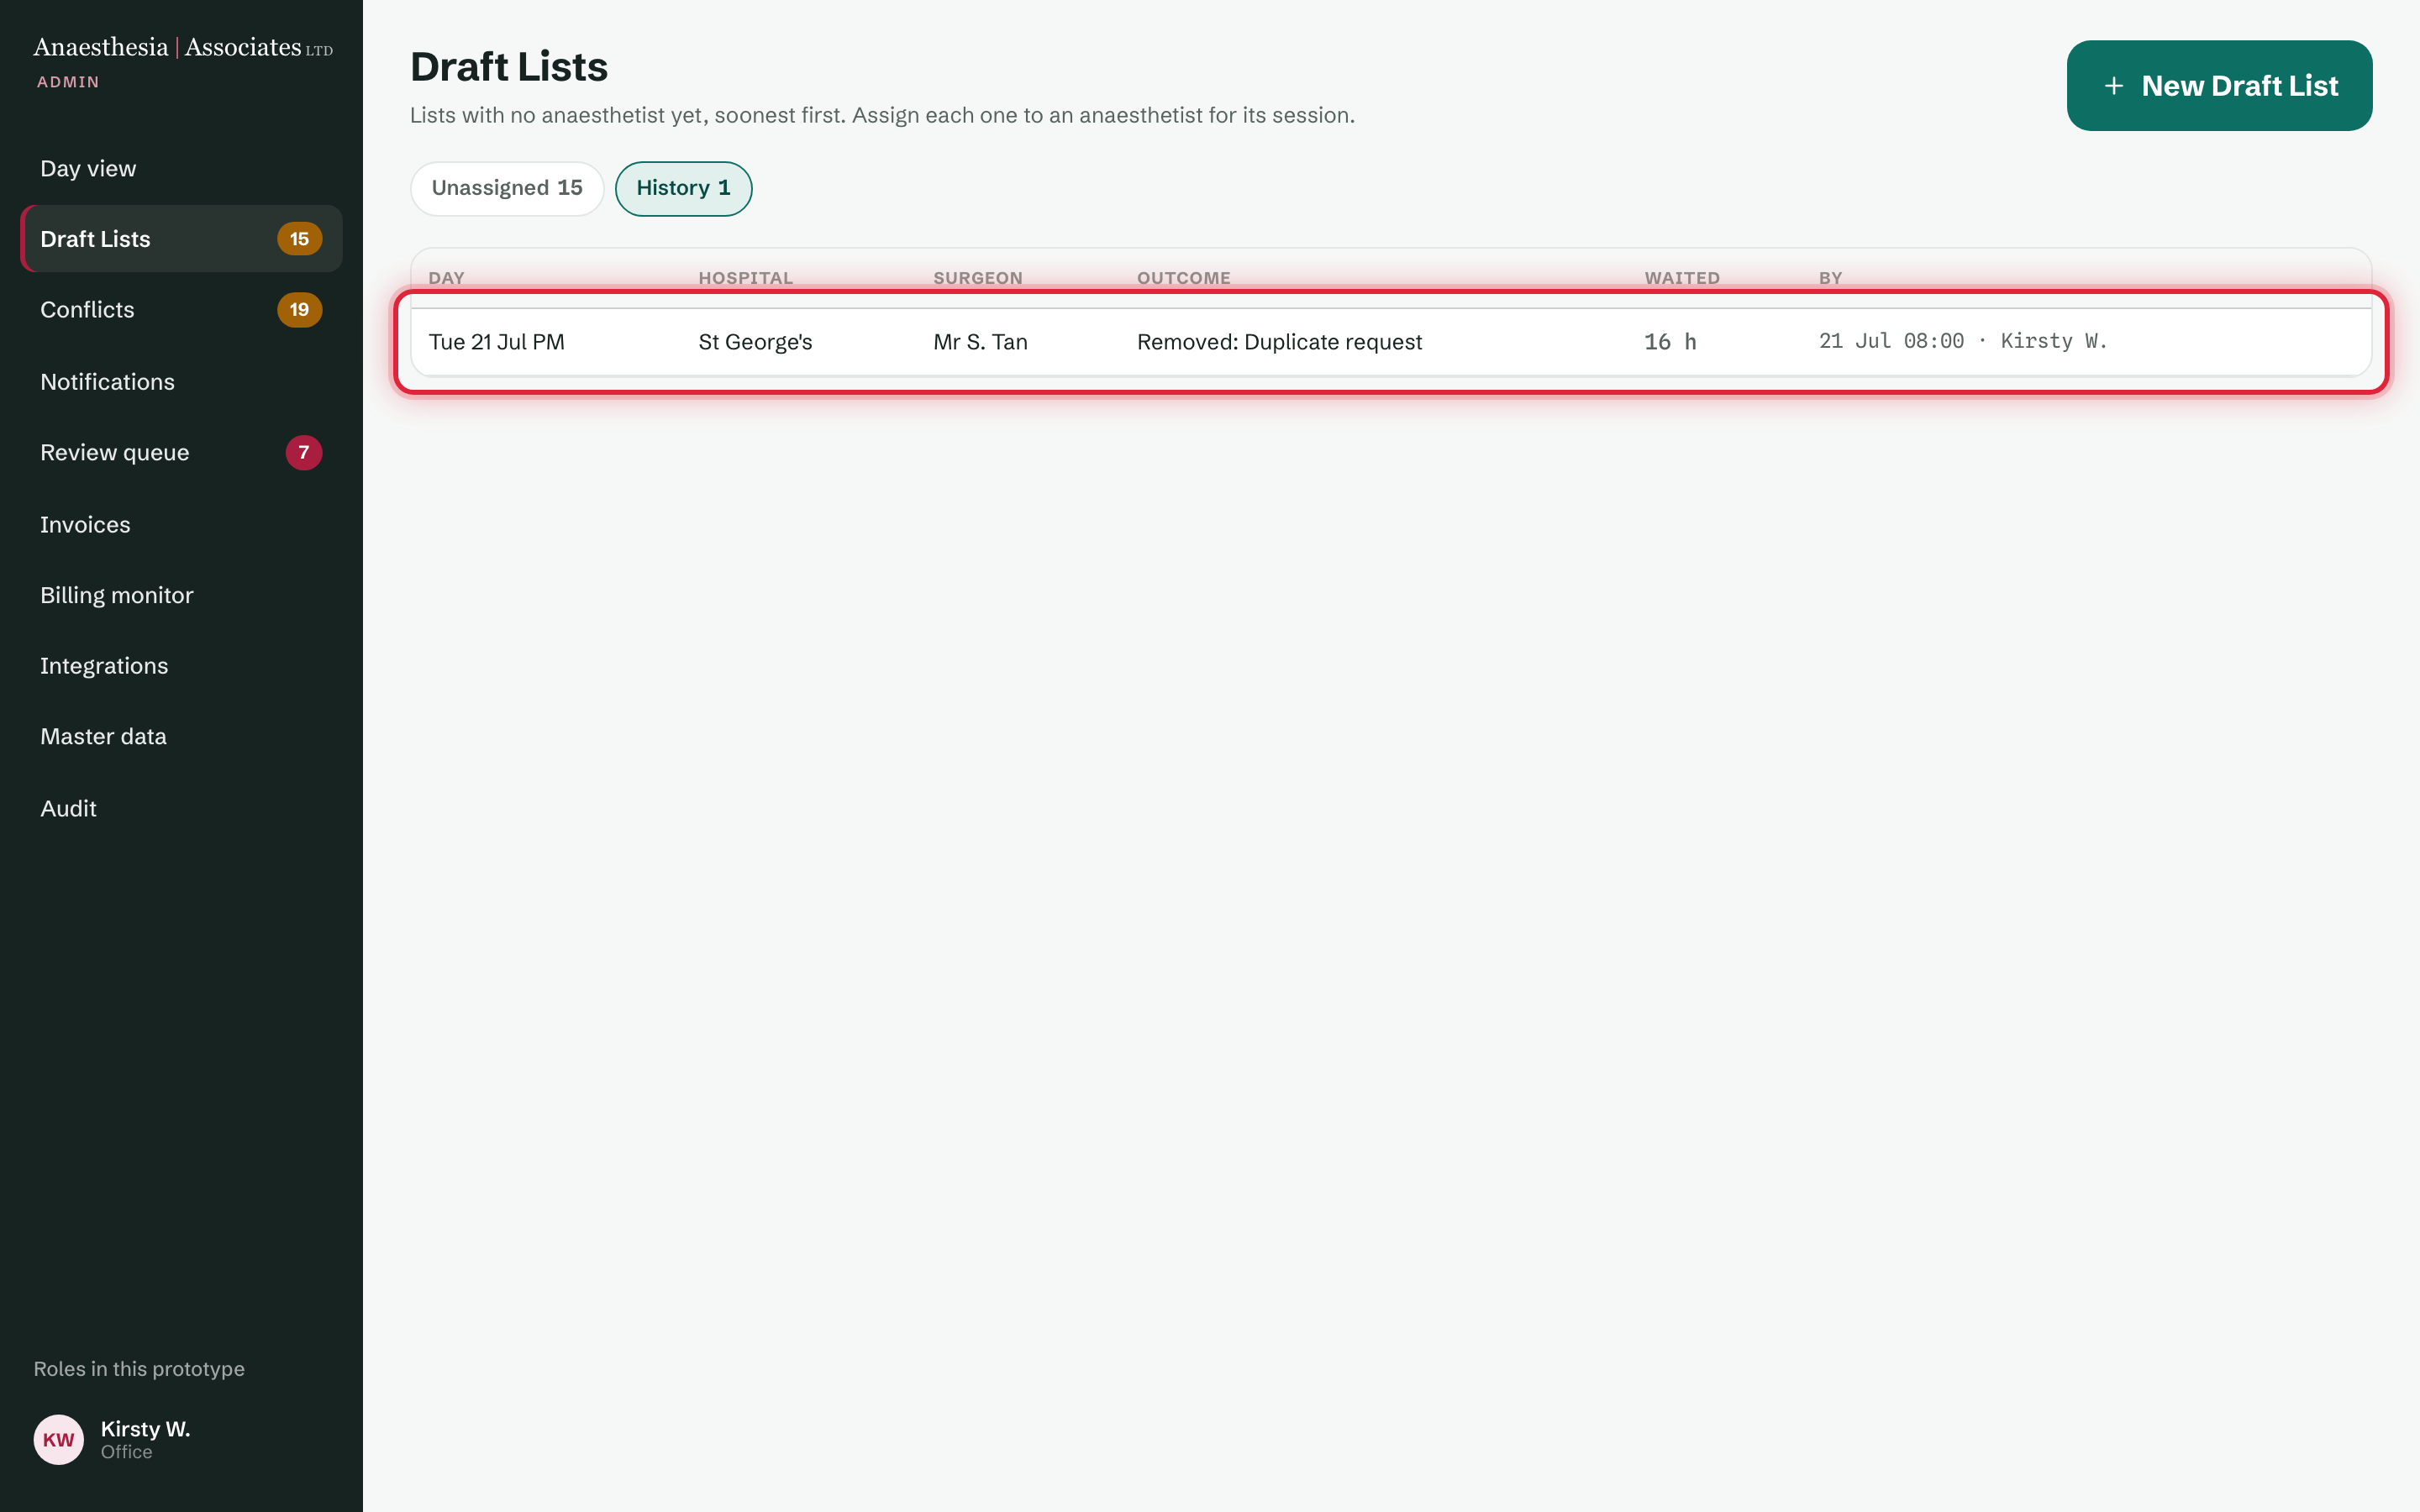 Anaesthesia | Associates LTD
ADMIN
Day view
Draft Lists 15
Conflicts 19
Notifications
Review queue 7
Invoices
Billing monitor
Integrations
Master data
Audit
Roles in this prototype
KW Kirsty W.
Office
Draft Lists
Lists with no anaesthetist yet, soonest first. Assign each one to an anaesthetist for its session.
+ New Draft List
Unassigned 15 History 1
DAY HOSPITAL SURGEON OUTCOME WAITED BY
Tue 21 Jul PM St George's Mr S. Tan Removed: Duplicate request 16 h 21 Jul 08:00 · Kirsty W.